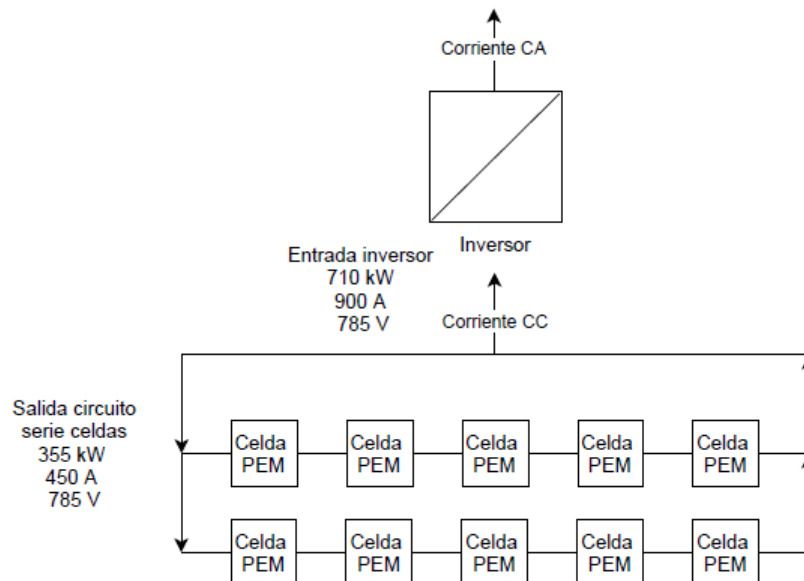 Corriente CA
Inversor
Entrada inversor
710 kW
900 A
785 V
Corriente CC
Salida circuito
serie celdas
355 kW
450 A
785 V
Celda
PEM
Celda
PEM
Celda
PEM
Celda
PEM
Celda
PEM
Celda
PEM
Celda
PEM
Celda
PEM
Celda
PEM
Celda
PEM